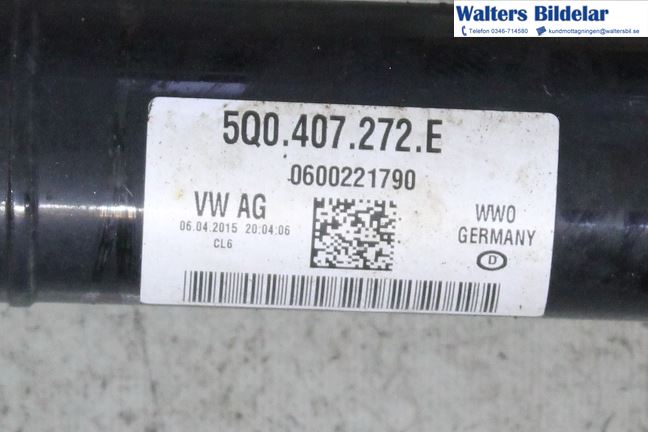 Walters Bildelar
Telefon 0346-714580 kundmottagningen@waltersbil.se
5Q0.407.272.E
0600221790
VW AG
06.04.2015 20:04:06
CL6
WWO
GERMANY
D